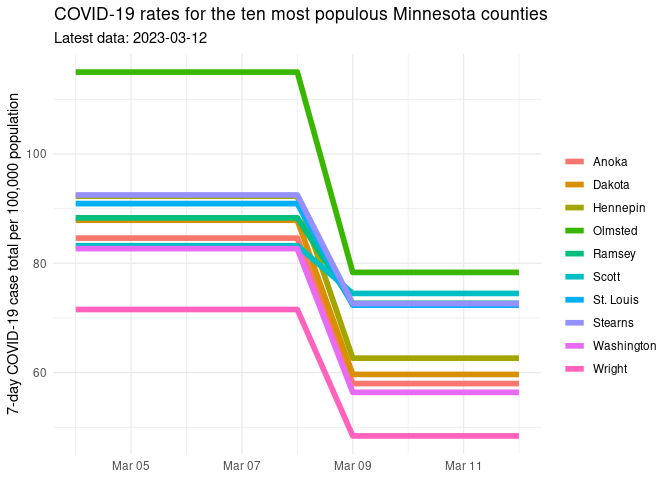 COVID-19 rates for the ten most populous Minnesota counties
Latest data: 2023-03-12
7-day COVID-19 case total per 100,000 population
100
80
60
Mar 05
Mar 07
Mar 09
Mar 11
Anoka
Dakota
Hennepin
Olmsted
Ramsey
Scott
St. Louis
Stearns
Washington
Wright